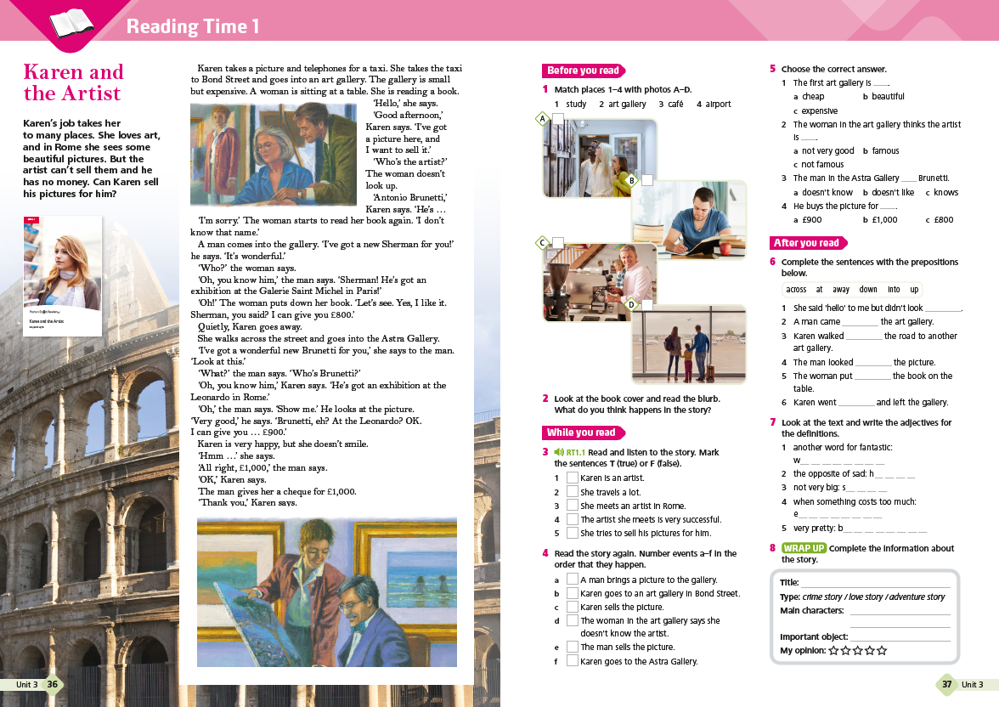 Reading Time 1
Karen and
the Artist
Karen's job takes her
to many places. She loves art,
and in Rome she sees some
beautiful pictures. But the
artist can't sell them and he
has no money. Can Karen sell
his pictures for him?
Karen and the Artist
Karen takes a picture and telephones for a taxi. She takes the taxi
to Bond Street and goes into an art gallery. The gallery is small
but expensive. A woman is sitting at a table. She is reading a book.
'Hello,' she says.
'Good afternoon,'
Karen says. 'I've got
a picture here, and
I want to sell it.'
'Who's the artist?'
The woman doesn't
look up.
'Antonio Brunetti,'
Karen says. 'He's …
'I'm sorry.' The woman starts to read her book again. 'I don't
know that name.'
A man comes into the gallery. 'I've got a new Sherman for you!'
he says. 'It's wonderful.'
'Who?' the woman says.
'Oh, you know him,' the man says. 'Sherman! He's got an
exhibition at the Galerie Saint Michel in Paris!'
'Oh!' The woman puts down her book. 'Let's see. Yes, I like it.
Sherman, you said? I can give you £800.'
Quietly, Karen goes away.
She walks across the street and goes into the Astra Gallery.
'I've got a wonderful new Brunetti for you,' she says to the man.
'Look at this.'
'What?' the man says. 'Who's Brunetti?'
'Oh, you know him,' Karen says. 'He's got an exhibition at the
Leonardo in Rome.'
'Oh,' the man says. 'Show me.' He looks at the picture.
'Very good,' he says. 'Brunetti, eh? At the Leonardo? OK.
I can give you … £900.'
Karen is very happy, but she doesn't smile.
'Hmm …' she says.
'All right, £1,000,' the man says.
'OK,' Karen says.
The man gives her a cheque for £1,000.
'Thank you,' Karen says.
Unit 3 36
Before you read
1 Match places 1–4 with photos A–D.
1 study 2 art gallery 3 café 4 airport
A
B
C
D
2 Look at the book cover and read the blurb.
What do you think happens in the story?
While you read
3 RT1.1 Read and listen to the story. Mark
the sentences T (true) or F (false).
1 Karen is an artist.
2 She travels a lot.
3 She meets an artist in Rome.
4 The artist she meets is very successful.
5 She tries to sell his pictures for him.
4 Read the story again. Number events a–f in the
order that they happen.
a A man brings a picture to the gallery.
b Karen goes to an art gallery in Bond Street.
c Karen sells the picture.
d The woman in the art gallery says she
doesn't know the artist.
e The man sells the picture.
f Karen goes to the Astra Gallery.
5 Choose the correct answer.
1 The first art gallery is ____.
a cheap b beautiful
c expensive
2 The woman in the art gallery thinks the artist
is ____.
a not very good b famous
c not famous
3 The man in the Astra Gallery ____ Brunetti.
a doesn't know b doesn't like c knows
4 He buys the picture for ____.
a £900 b £1,000 c £800
After you read
6 Complete the sentences with the prepositions
below.
across at away down into up
1 She said 'hello' to me but didn't look ________.
2 A man came ________ the art gallery.
3 Karen walked ________ the road to another
art gallery.
4 The man looked ________ the picture.
5 The woman put ________ the book on the
table.
6 Karen went ________ and left the gallery.
7 Look at the text and write the adjectives for
the definitions.
1 another word for fantastic:
w_ _ _ _ _ _ _ _
2 the opposite of sad: h_ _ _ _
3 not very big: s_ _ _ _
4 when something costs too much:
e_ _ _ _ _ _ _ _
5 very pretty: b_ _ _ _ _ _ _ _
8 WRAP UP Complete the information about
the story.
Title:
Type: crime story / love story / adventure story
Main characters:
Important object:
My opinion: ☆☆☆☆☆
37 Unit 3